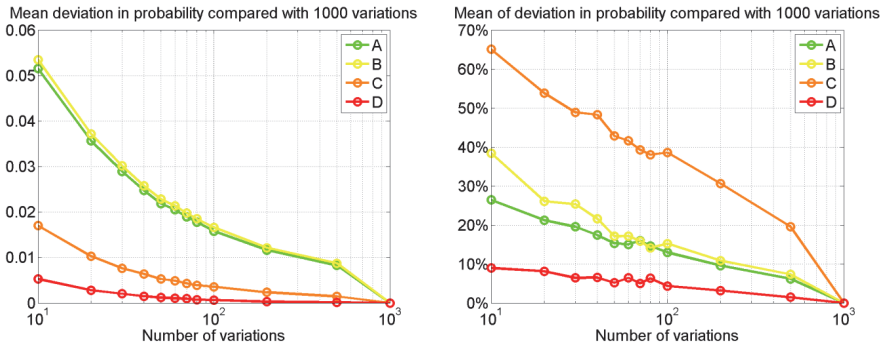 Mean deviation in probability compared with 1000 variations
0.06
0.05
0.04
0.03
0.02
0.01
0
10^1
10^2
10^3
Number of variations
A
B
C
D
Mean of deviation in probability compared with 1000 variations
70%
60%
50%
40%
30%
20%
10%
0%
10^1
10^2
10^3
Number of variations
A
B
C
D